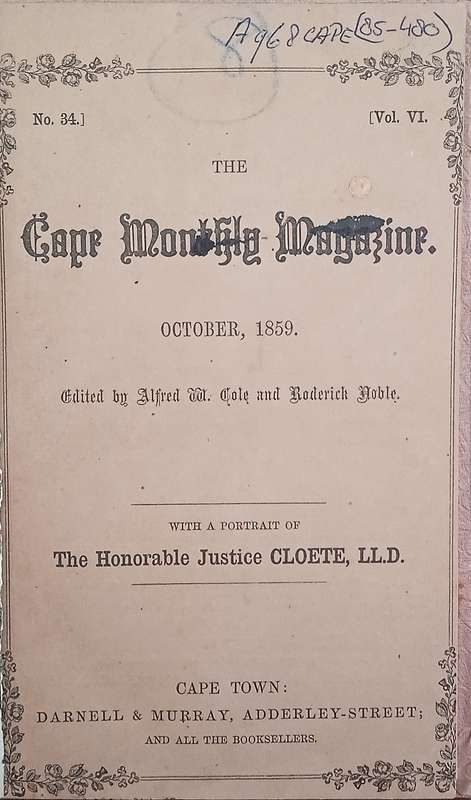 A968 CAPE (85-480)
No. 34.] [Vol. VI.
THE
Cape Monthly Magazine.
OCTOBER, 1859.
Edited by Alfred W. Cole and Roderick Noble.
WITH A PORTRAIT OF
The Honorable Justice CLOETE, LL.D.
CAPE TOWN:
DARNELL & MURRAY, ADDERLEY-STREET;
AND ALL THE BOOKSELLERS.